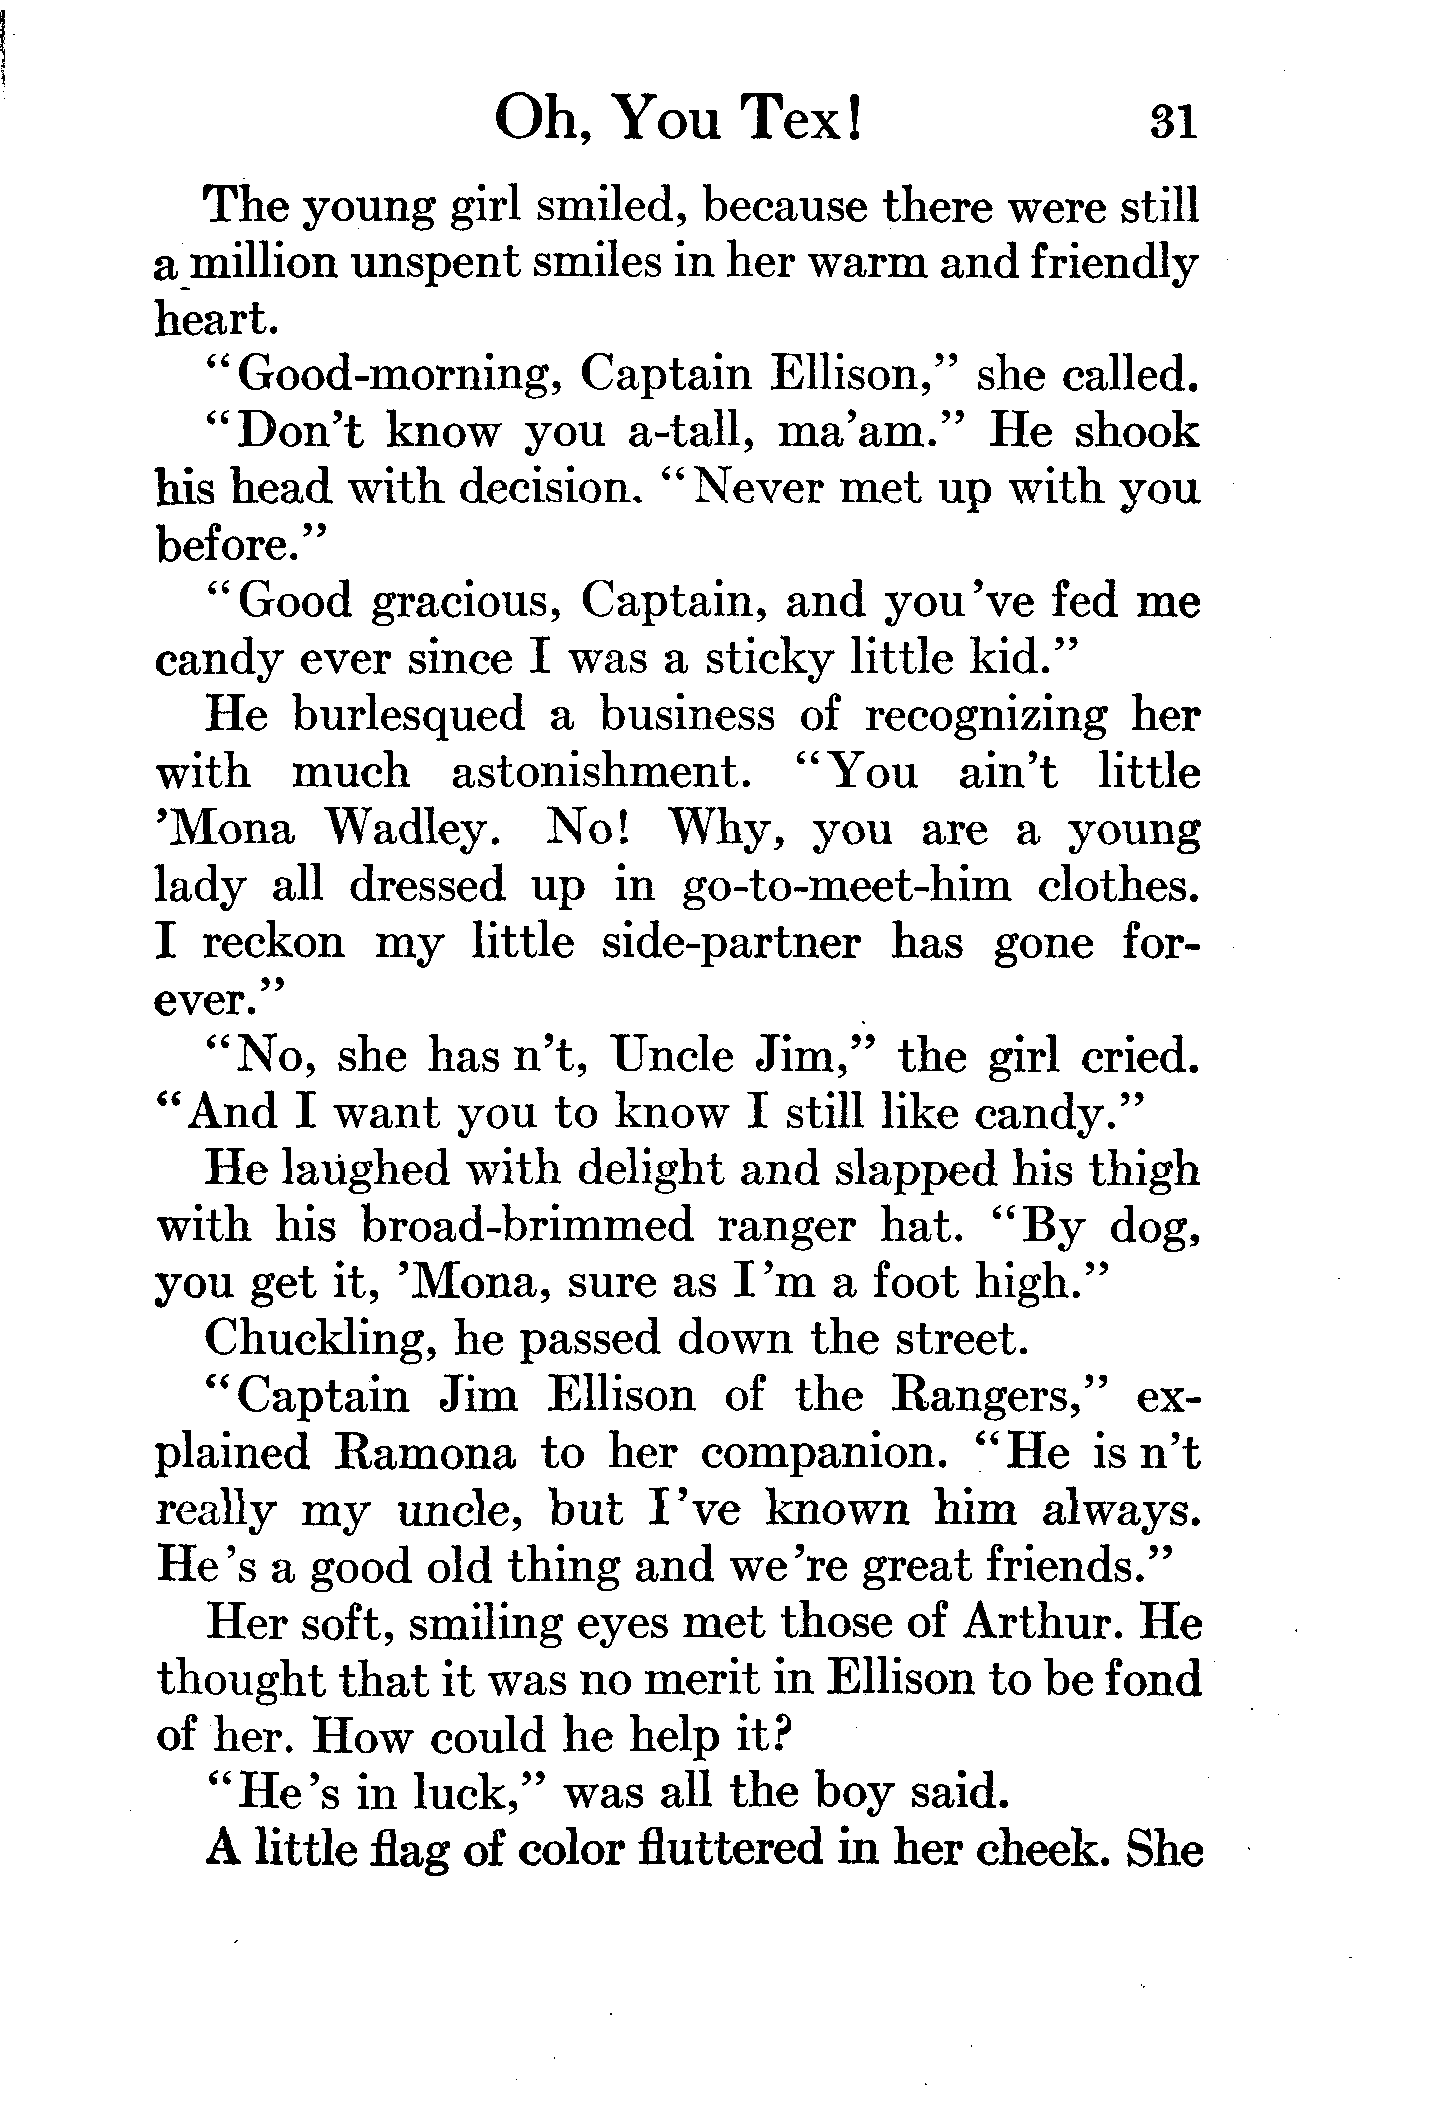 Oh, You Tex! 31
The young girl smiled, because there were still
a million unspent smiles in her warm and friendly
heart.
“Good-morning, Captain Ellison,” she called.
“Don’t know you a-tall, ma’am.” He shook
his head with decision. “Never met up with you
before.”
“Good gracious, Captain, and you’ve fed me
candy ever since I was a sticky little kid.”
He burlesqued a business of recognizing her
with much astonishment. “You ain’t little
’Mona Wadley. No! Why, you are a young
lady all dressed up in go-to-meet-him clothes.
I reckon my little side-partner has gone for-
ever.”
“No, she has n’t, Uncle Jim,” the girl cried.
“And I want you to know I still like candy.”
He laughed with delight and slapped his thigh
with his broad-brimmed ranger hat. “By dog,
you get it, ’Mona, sure as I’m a foot high.”
Chuckling, he passed down the street.
“Captain Jim Ellison of the Rangers,” ex-
plained Ramona to her companion. “He is n’t
really my uncle, but I’ve known him always.
He’s a good old thing and we’re great friends.”
Her soft, smiling eyes met those of Arthur. He
thought that it was no merit in Ellison to be fond
of her. How could he help it?
“He’s in luck,” was all the boy said.
A little flag of color fluttered in her cheek. She